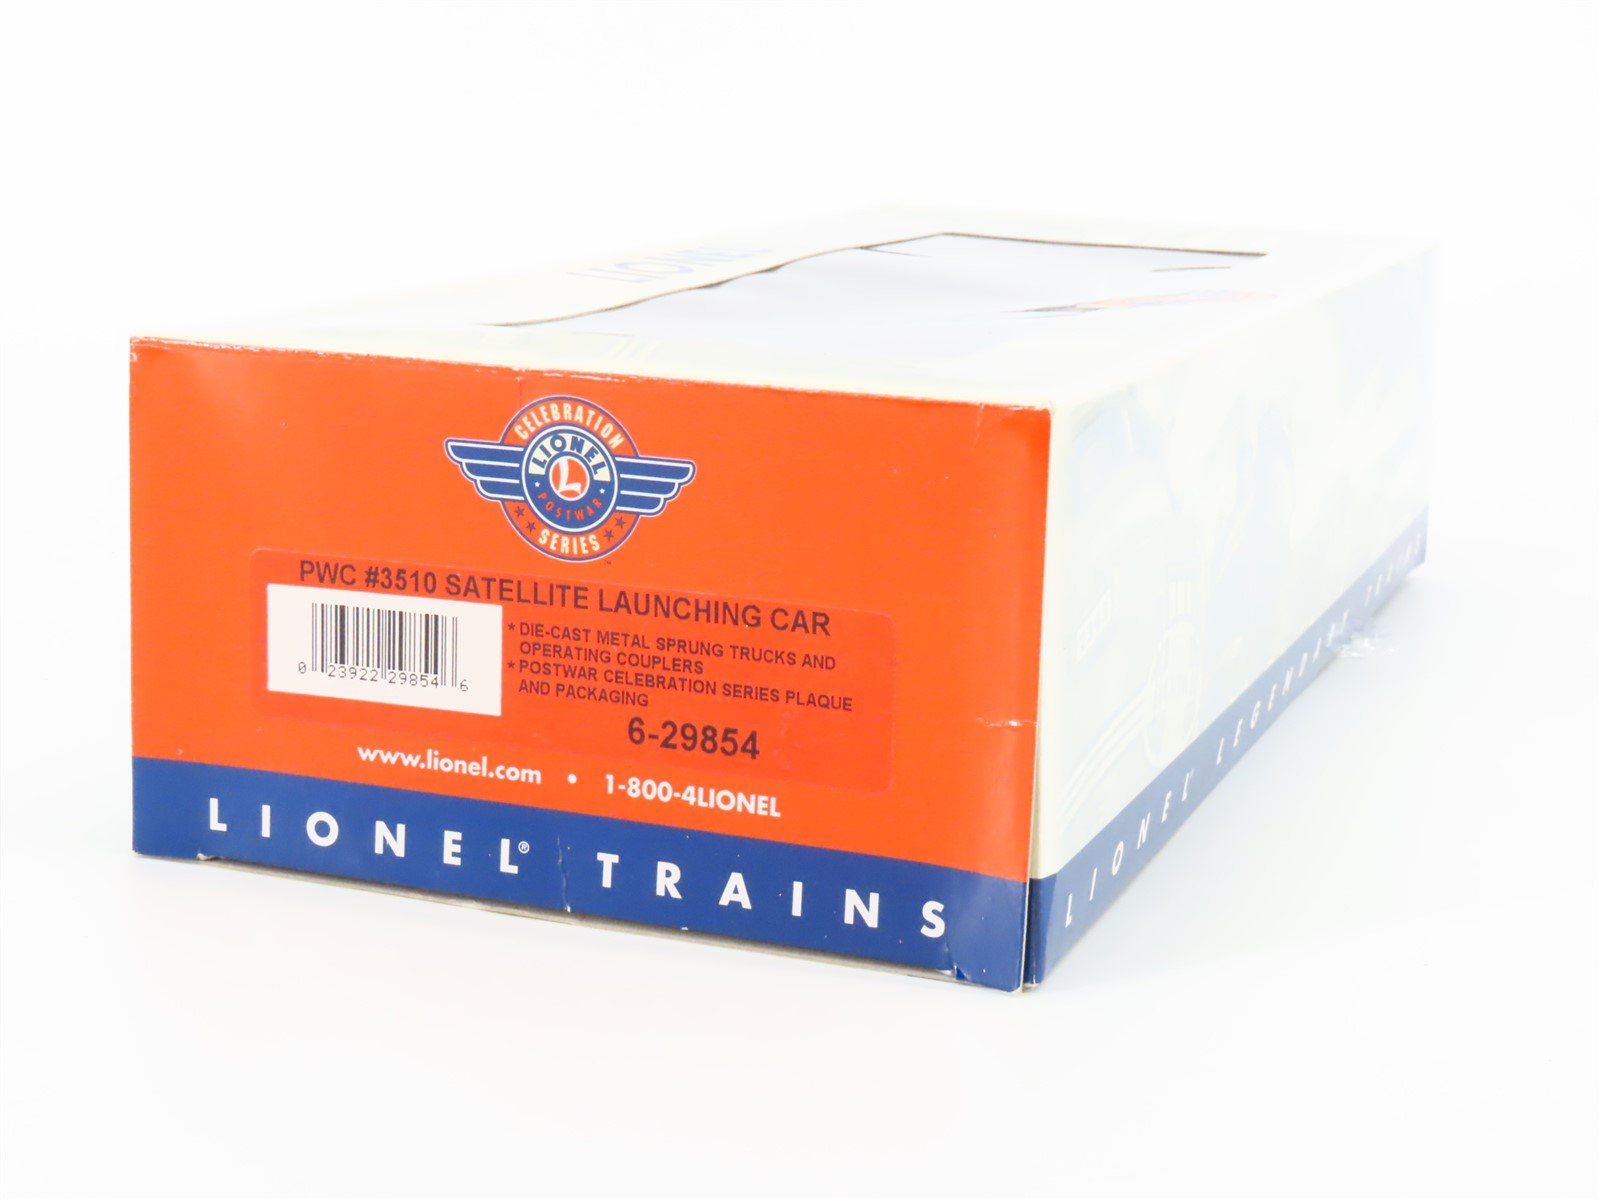 LIONEL
CELEBRATION
LIONEL
L
POSTWAR
SERIES
PWC #3510 SATELLITE LAUNCHING CAR
* DIE-CAST METAL SPRUNG TRUCKS AND
OPERATING COUPLERS
* POSTWAR CELEBRATION SERIES PLAQUE
AND PACKAGING
0 23922 29854 6
6-29854
www.lionel.com • 1-800-4LIONEL
LIONEL® TRAINS
LIONEL® LEGENDARY TRAINS